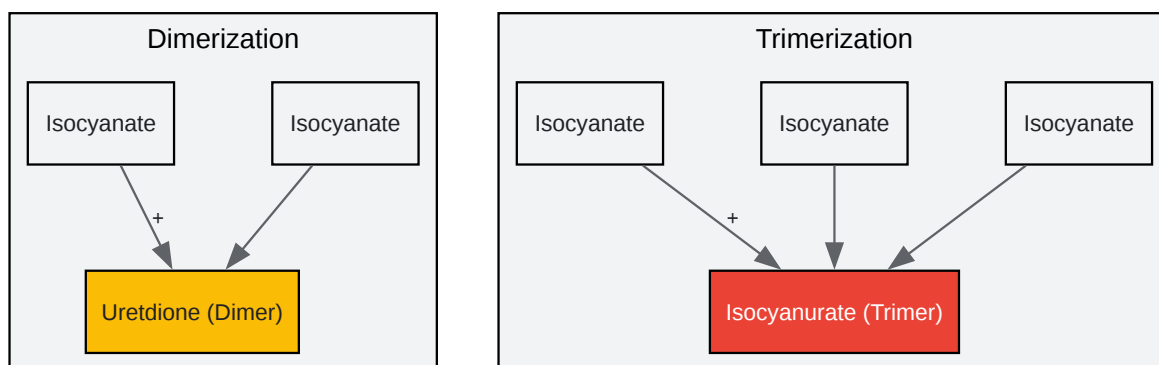 Dimerization
Isocyanate
Isocyanate
+
Uretdione (Dimer)
Trimerization
Isocyanate
Isocyanate
Isocyanate
+
Isocyanurate (Trimer)